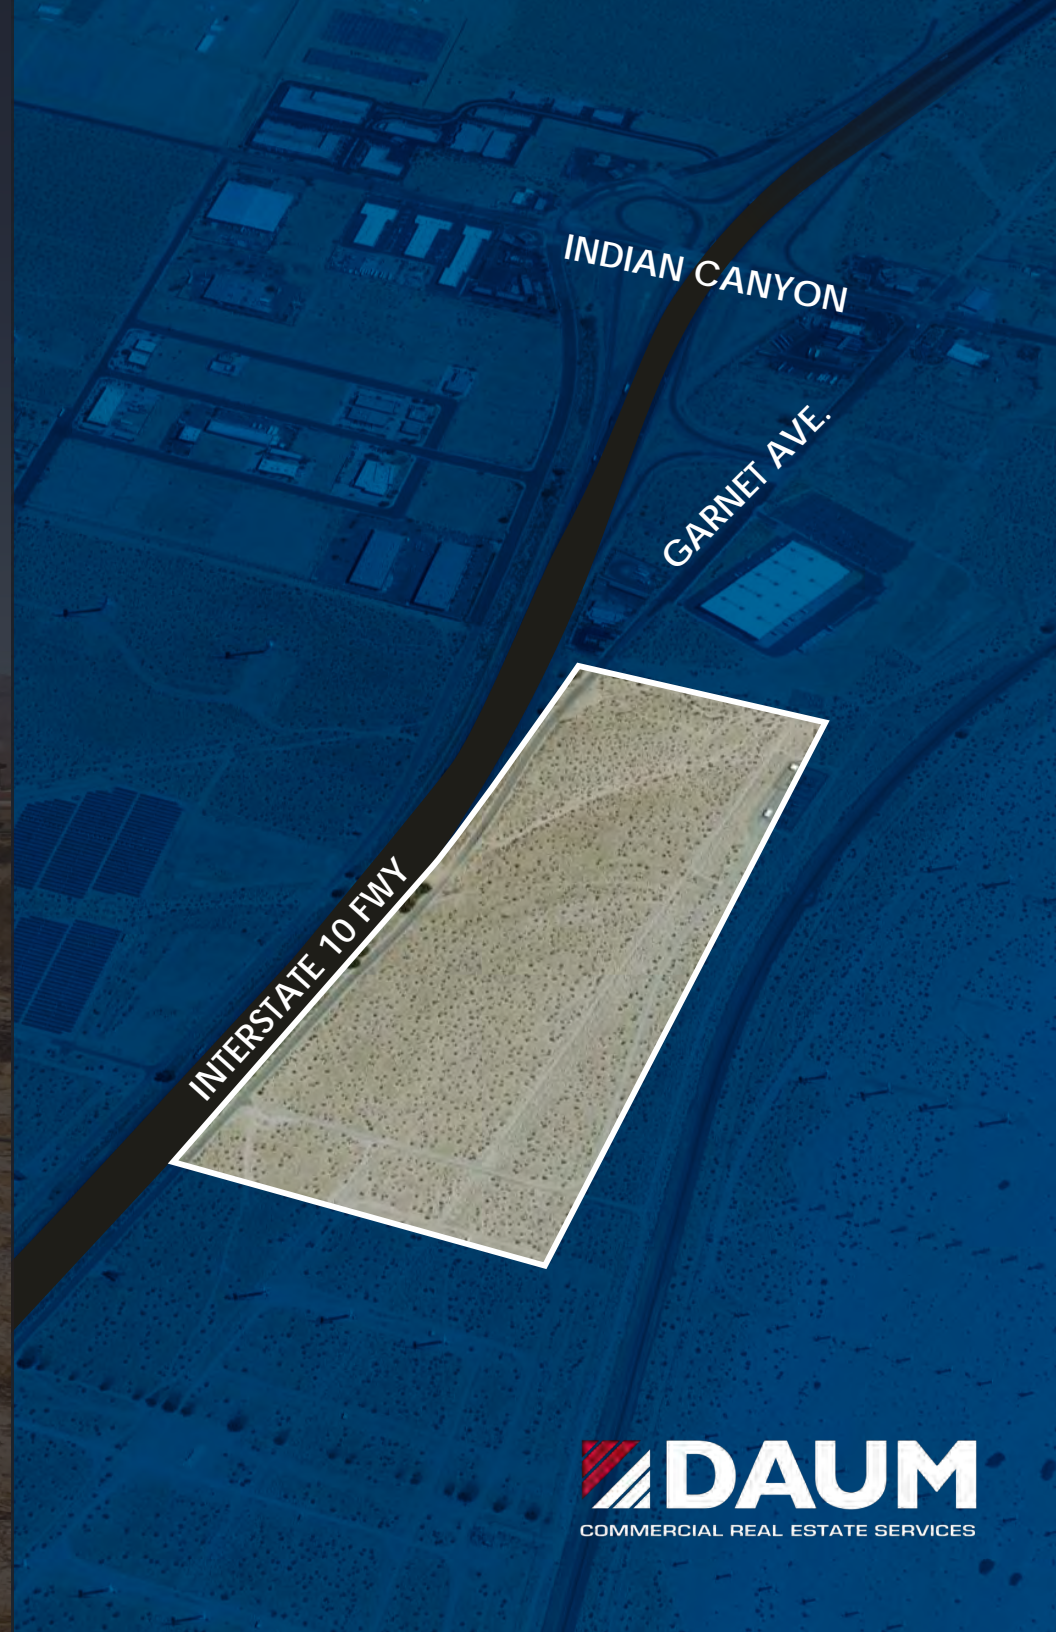 INDIAN CANYON
GARNET AVE.
INTERSTATE 10 FWY
DAUM
COMMERCIAL REAL ESTATE SERVICES